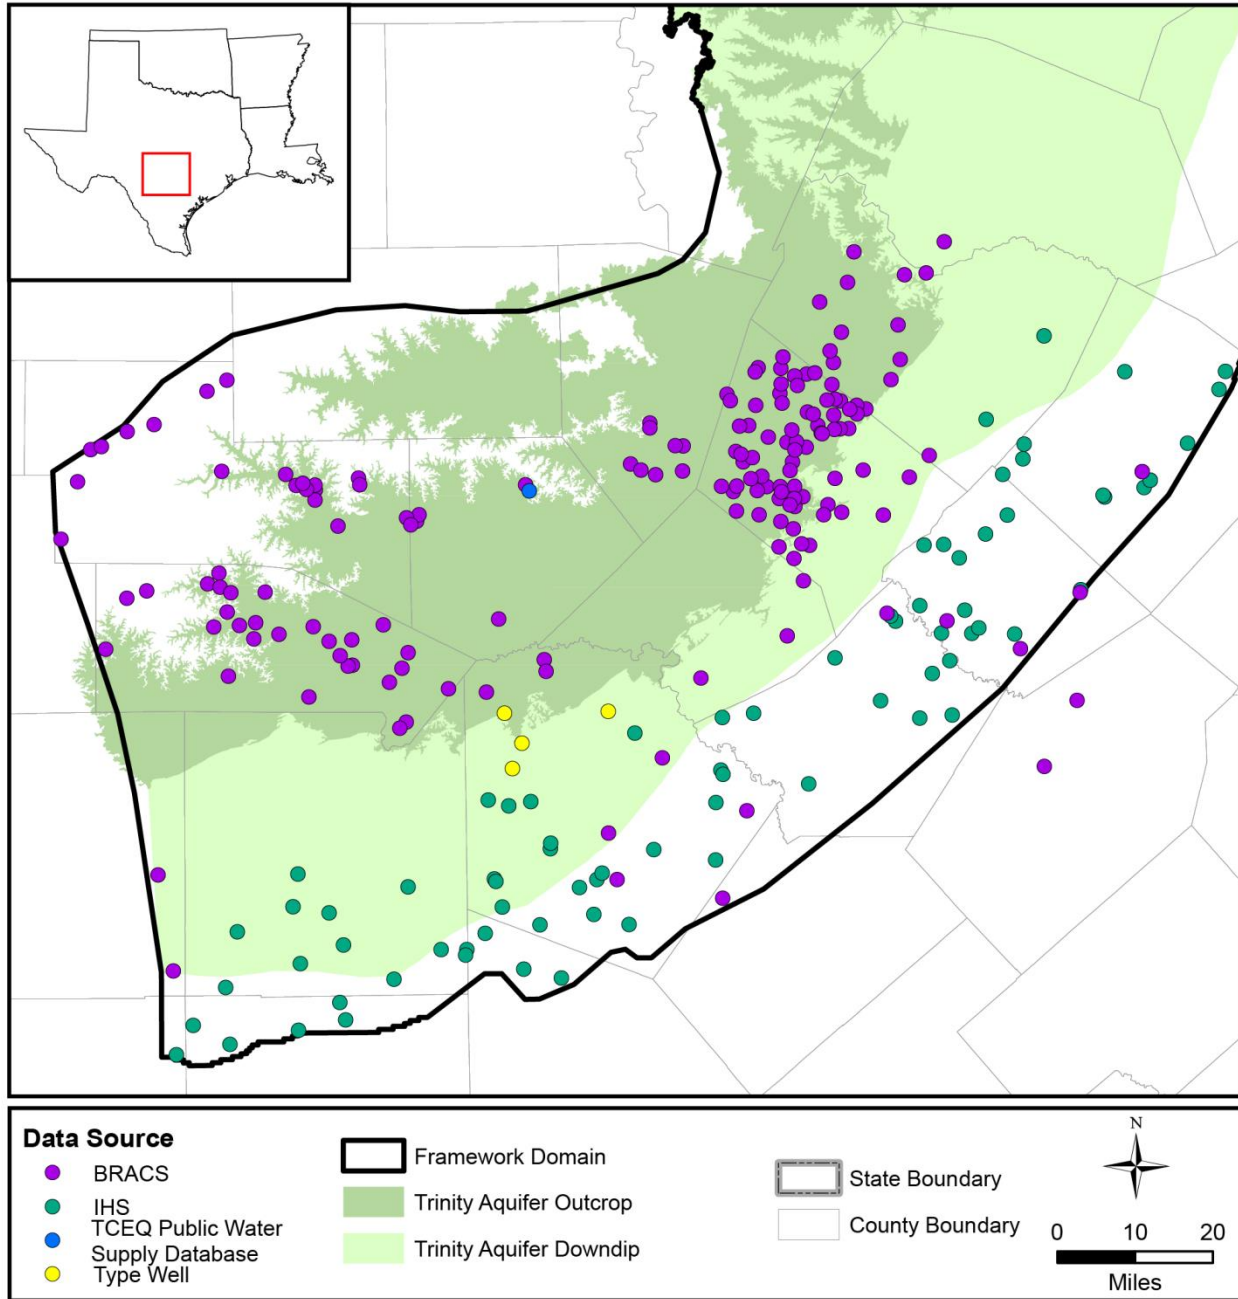 Data Source
BRACS
IHS
TCEQ Public Water
Supply Database
Type Well
Framework Domain
Trinity Aquifer Outcrop
Trinity Aquifer Downdip
State Boundary
County Boundary
N
0 10 20
Miles